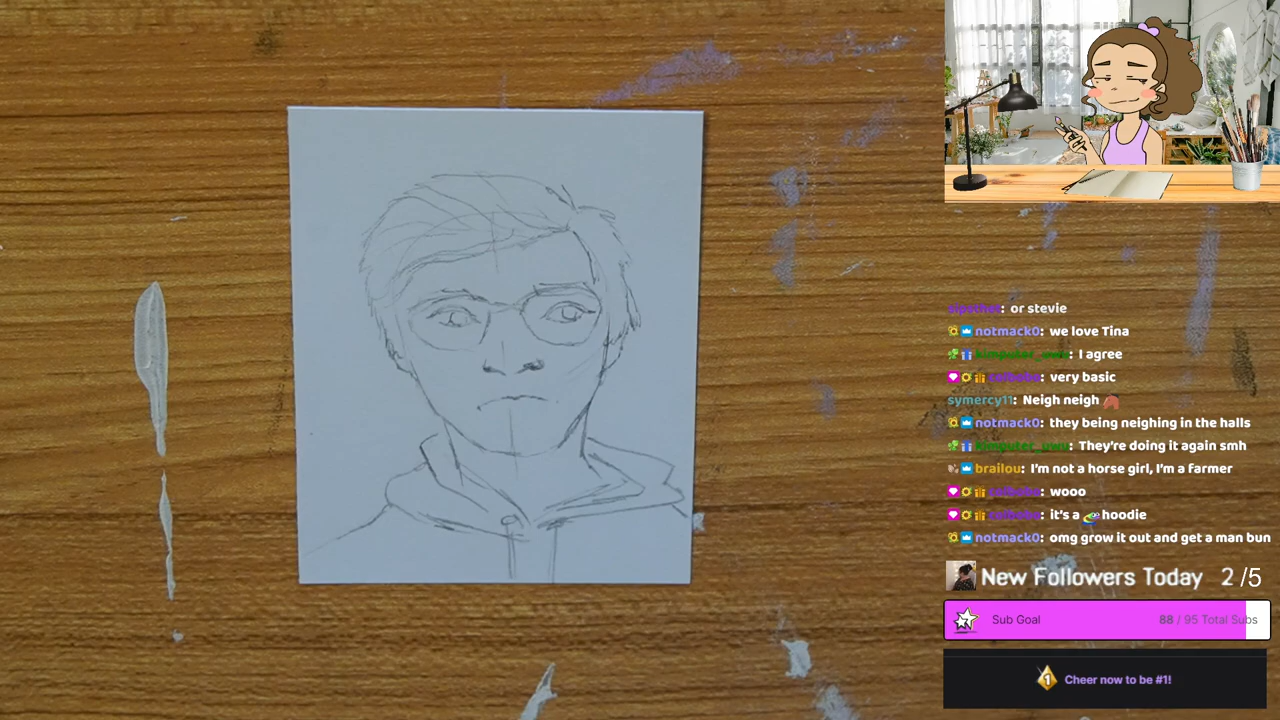 or stevie
notmack0: we love Tina
I agree
very basic
symercy11: Neigh neigh
notmack0: they being neighing in the halls
They're doing it again smh
brailou: I'm not a horse girl, I'm a farmer
wooo
it's a hoodie
notmack0: omg grow it out and get a man bun
New Followers Today 2 /5
Sub Goal 88 / 95 Total Subs
1 Cheer now to be #1!